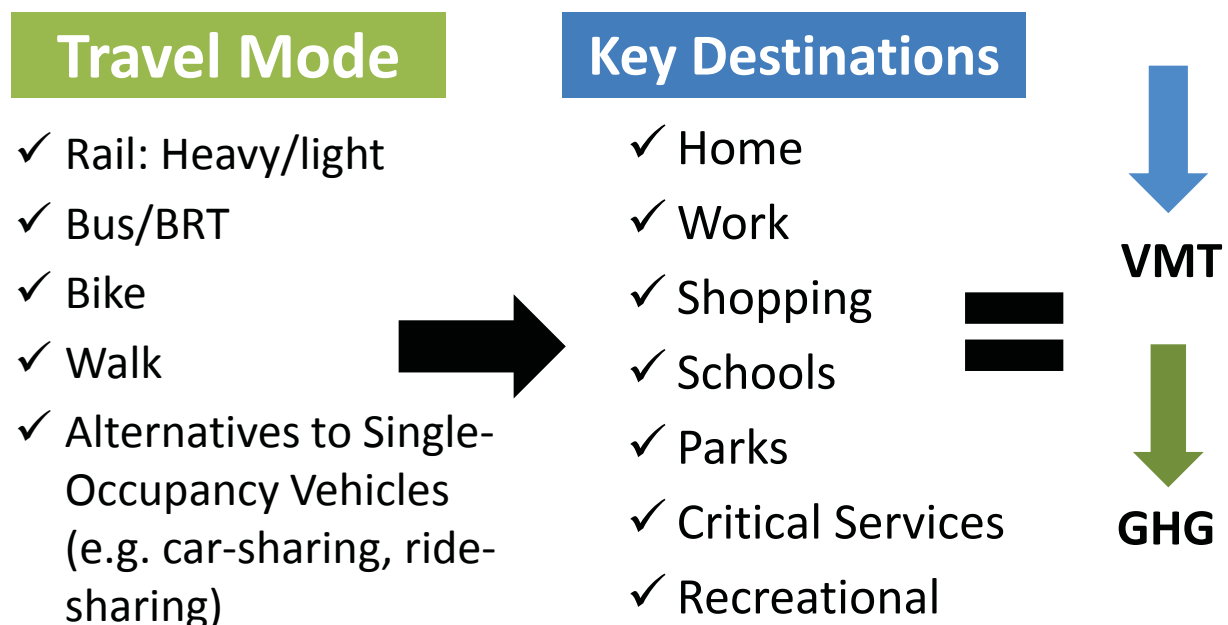 Travel Mode
✓ Rail: Heavy/light
✓ Bus/BRT
✓ Bike
✓ Walk
✓ Alternatives to Single-
Occupancy Vehicles
(e.g. car-sharing, ride-
sharing)
Key Destinations
✓ Home
✓ Work
✓ Shopping
✓ Schools
✓ Parks
✓ Critical Services
✓ Recreational
VMT
GHG